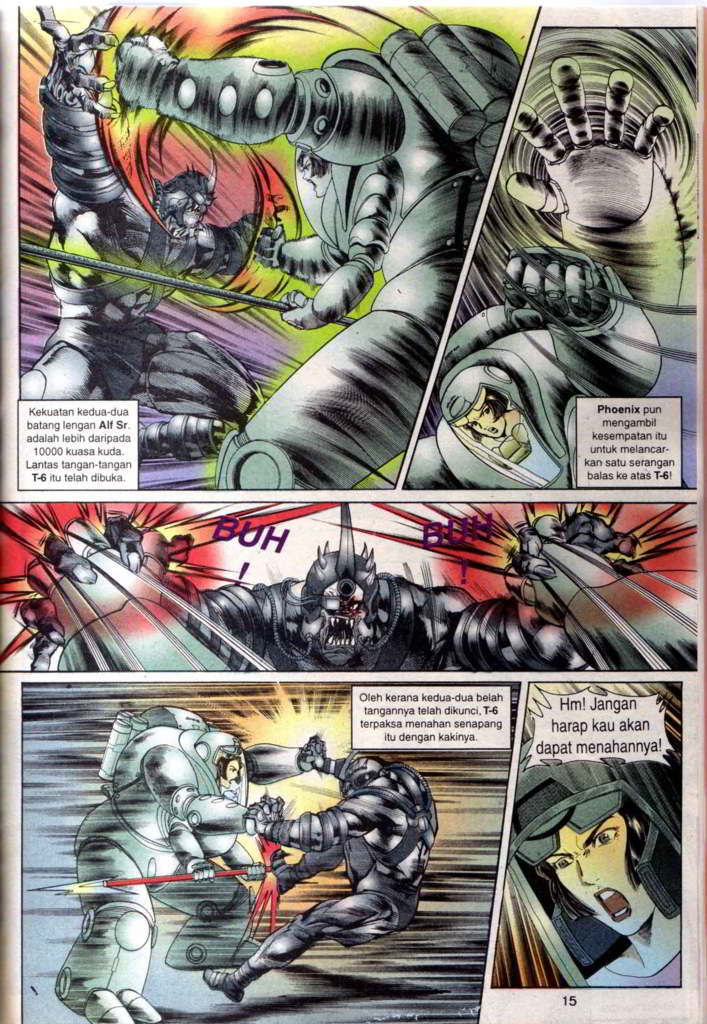 Kekuatan kedua-dua
batang lengan Alf Sr.
adalah lebih daripada
10000 kuasa kuda.
Lantas tangan-tangan
T-6 itu telah dibuka.
Phoenix pun
mengambil
kesempatan itu
untuk melancar-
kan satu serangan
balas ke atas T-6!
BUH
!
BUH
!
Oleh kerana kedua-dua belah
tangannya telah dikunci, T-6
terpaksa menahan senapang
itu dengan kakinya.
Hm! Jangan
harap kau akan
dapat menahannya!
15